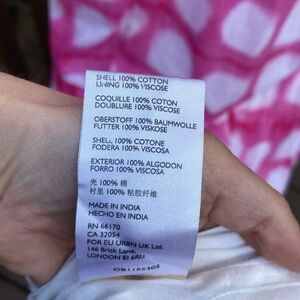 SHELL 100% COTTON
LINING 100% VISCOSE
COQUILLE 100% COTON
DOUBLURE 100% VISCOSE
OBERSTOFF 100% BAUMWOLLE
FUTTER 100% VISKOSE
SHELL 100% COTONE
FODERA 100% VISCOSA
EXTERIOR 100% ALGODON
FORRO 100% VISCOSA
壳 100% 棉
衬里 100% 粘胶纤维
MADE IN INDIA
HECHO EN INDIA
RN 66170
CA 32054
FOR EU URBN UK Ltd
146 Brick Lane,
LONDON E1 6RU